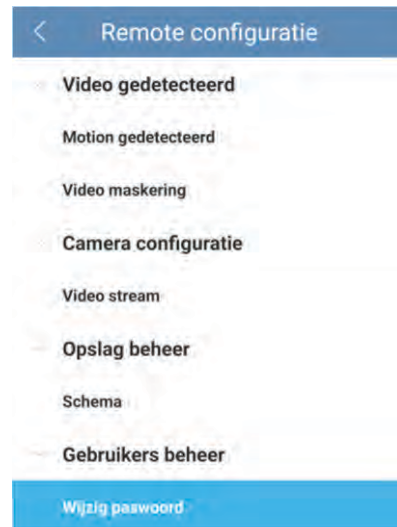 Remote configuratie
Video gedetecteerd
Motion gedetecteerd
Video maskering
Camera configuratie
Video stream
Opslag beheer
Schema
Gebruikers beheer
Wijzig paswoord